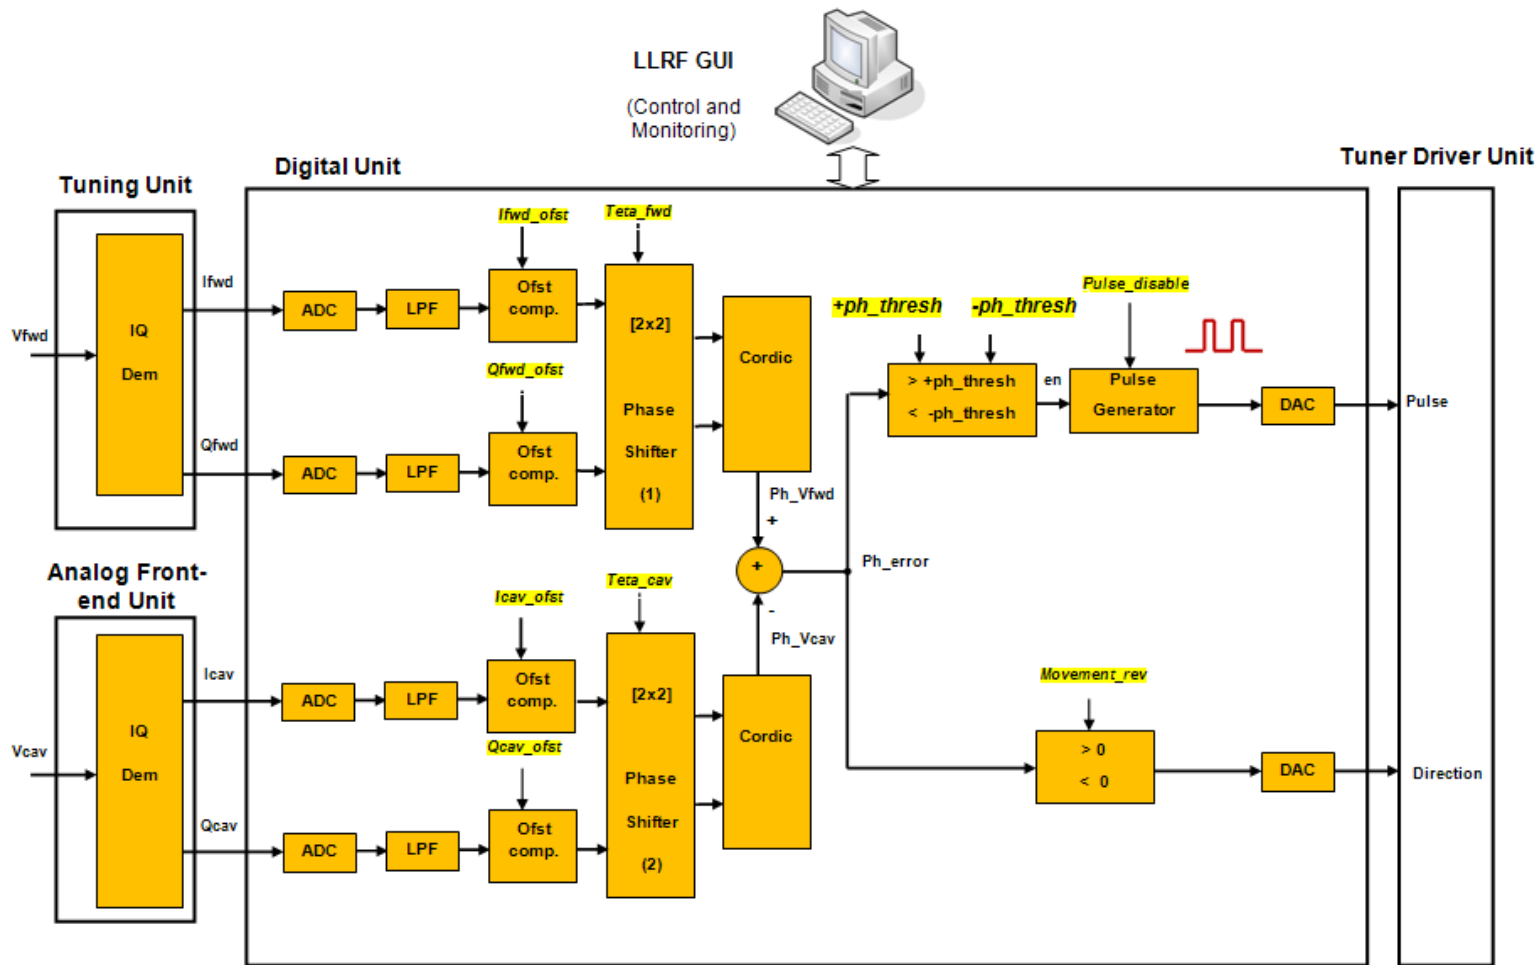 LLRF GUI
(Control and
Monitoring)
Tuner Driver Unit
Digital Unit
Tuning Unit
Ifwd_ofst
Teta_fwd
Ifwd
Ofst
comp.
ADC
LPF
[2x2]
Pulse_disable
+ph_thresh
-ph_thresh
IQ
Vfwd
Cordic
Dem
Qfwd_ofst
> +ph_thresh
< -ph_thresh
en
Pulse
Generator
DAC
Pulse
Phase
Shifter
(1)
Qfwd
ADC
LPF
Ofst
comp.
Ph_Vfwd
+
+
Ph_error
-
Ph_Vcav
Analog Front-
end Unit
Icav_ofst
Teta_cav
Icav
ADC
LPF
Ofst
comp.
[2x2]
Movement_rev
IQ
Cordic
Vcav
Dem
Qcav_ofst
> 0
< 0
DAC
Direction
Phase
Shifter
(2)
Qcav
ADC
LPF
Ofst
comp.